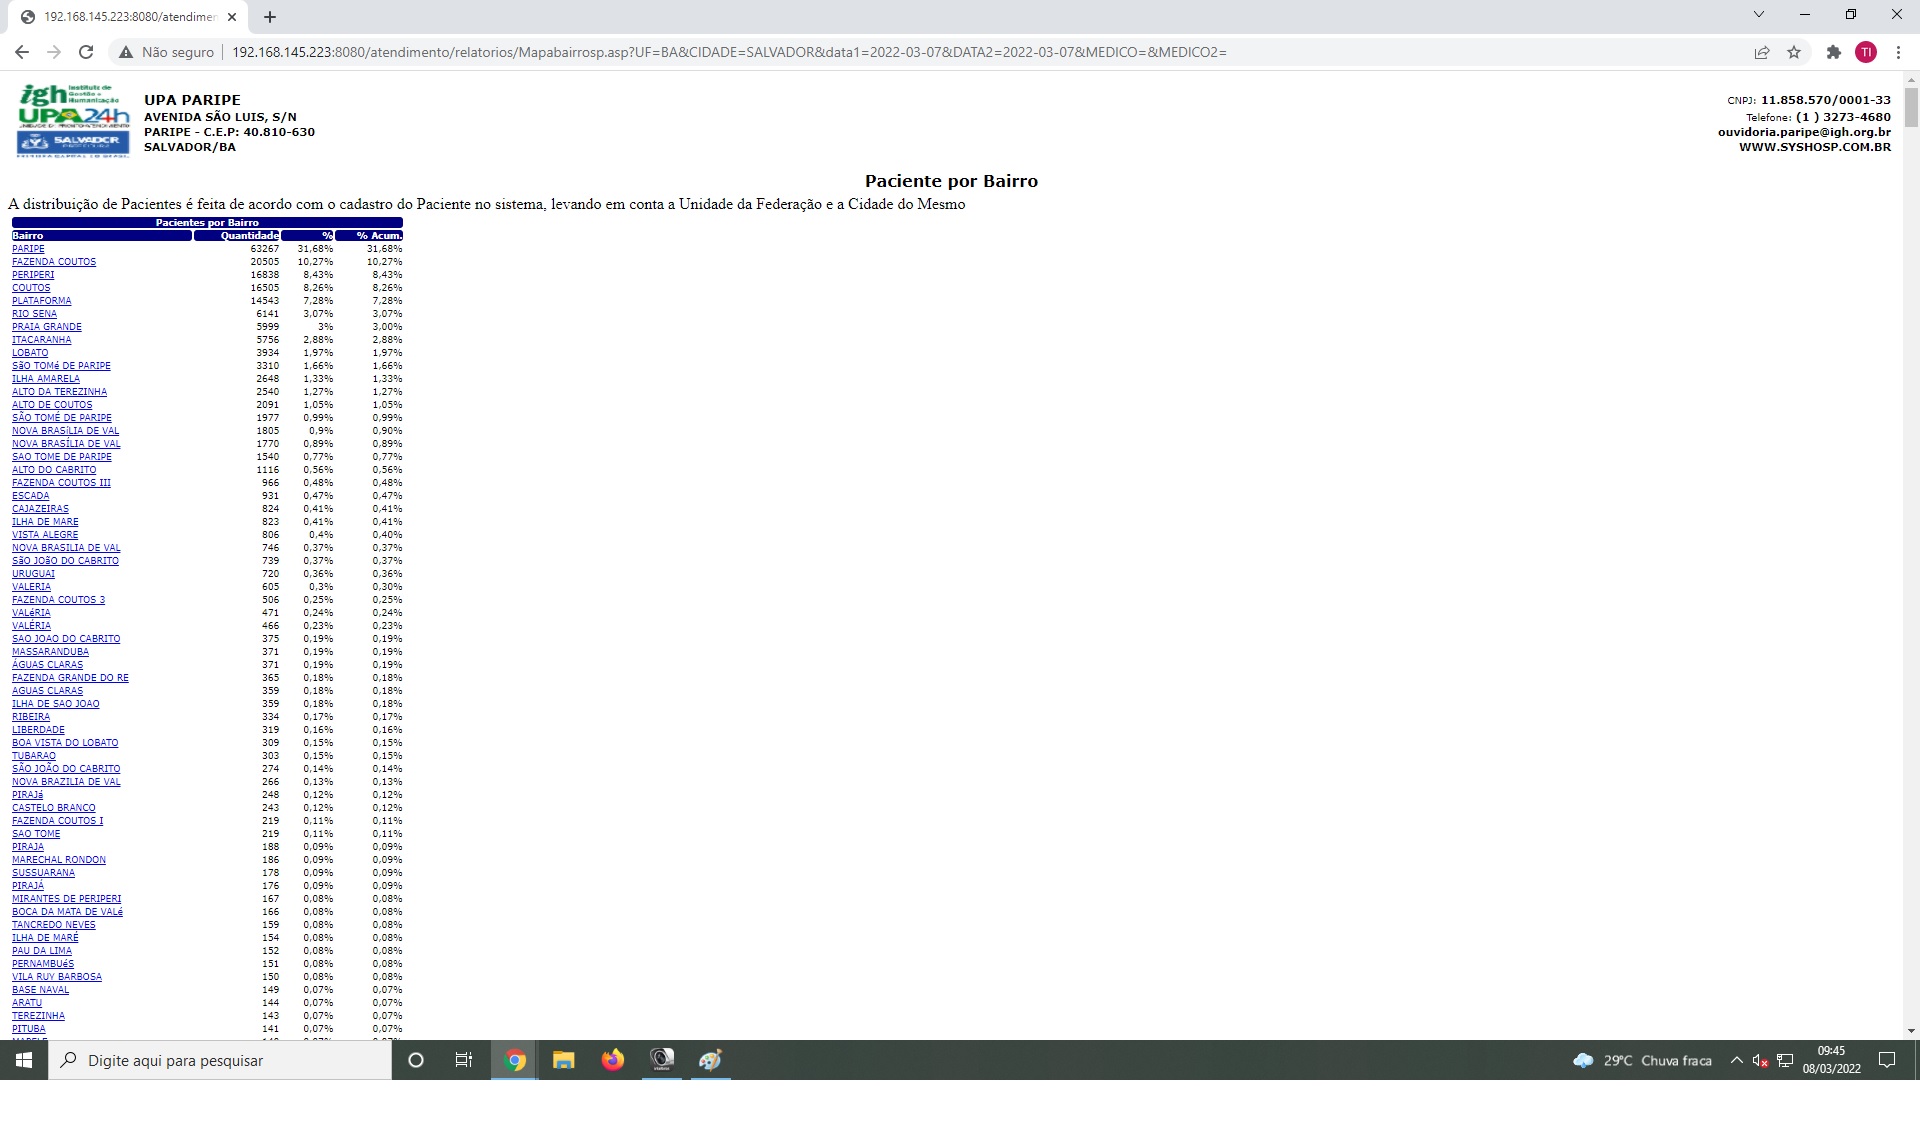 192.168.145.223:8080/atendimen
Não seguro
192.168.145.223:8080/atendimento/relatorios/Mapabairrosp.asp?UF=BA&CIDADE=SALVADOR&data1=2022-03-07&DATA2=2022-03-07&MEDICO=&MEDICO2=
TI
igh Instituto de Gestão e Humanização
UPA24h
SALVADOR
UPA PARIPE
AVENIDA SÃO LUIS, S/N
PARIPE - C.E.P: 40.810-630
SALVADOR/BA
CNPJ: 11.858.570/0001-33
Telefone: (1 ) 3273-4680
ouvidoria.paripe@igh.org.br
WWW.SYSHOSP.COM.BR
Paciente por Bairro
A distribuição de Pacientes é feita de acordo com o cadastro do Paciente no sistema, levando em conta a Unidade da Federação e a Cidade do Mesmo
Pacientes por Bairro
Bairro Quantidade % % Acum.
PARIPE 63267 31,68% 31,68%
FAZENDA COUTOS 20505 10,27% 10,27%
PERIPERI 16838 8,43% 8,43%
COUTOS 16505 8,26% 8,26%
PLATAFORMA 14543 7,28% 7,28%
RIO SENA 6141 3,07% 3,07%
PRAIA GRANDE 5999 3% 3,00%
ITACARANHA 5756 2,88% 2,88%
LOBATO 3934 1,97% 1,97%
SãO TOMé DE PARIPE 3310 1,66% 1,66%
ILHA AMARELA 2648 1,33% 1,33%
ALTO DA TEREZINHA 2540 1,27% 1,27%
ALTO DE COUTOS 2091 1,05% 1,05%
SÃO TOMÉ DE PARIPE 1977 0,99% 0,99%
NOVA BRASíLIA DE VAL 1805 0,9% 0,90%
NOVA BRASÍLIA DE VAL 1770 0,89% 0,89%
SAO TOME DE PARIPE 1540 0,77% 0,77%
ALTO DO CABRITO 1116 0,56% 0,56%
FAZENDA COUTOS III 966 0,48% 0,48%
ESCADA 931 0,47% 0,47%
CAJAZEIRAS 824 0,41% 0,41%
ILHA DE MARE 823 0,41% 0,41%
VISTA ALEGRE 806 0,4% 0,40%
NOVA BRASILIA DE VAL 746 0,37% 0,37%
SãO JOãO DO CABRITO 739 0,37% 0,37%
URUGUAI 720 0,36% 0,36%
VALERIA 605 0,3% 0,30%
FAZENDA COUTOS 3 506 0,25% 0,25%
VALéRIA 471 0,24% 0,24%
VALÉRIA 466 0,23% 0,23%
SAO JOAO DO CABRITO 375 0,19% 0,19%
MASSARANDUBA 371 0,19% 0,19%
ÁGUAS CLARAS 371 0,19% 0,19%
FAZENDA GRANDE DO RE 365 0,18% 0,18%
AGUAS CLARAS 359 0,18% 0,18%
ILHA DE SAO JOAO 359 0,18% 0,18%
RIBEIRA 334 0,17% 0,17%
LIBERDADE 319 0,16% 0,16%
BOA VISTA DO LOBATO 309 0,15% 0,15%
TUBARAO 303 0,15% 0,15%
SÃO JOÃO DO CABRITO 274 0,14% 0,14%
NOVA BRAZILIA DE VAL 266 0,13% 0,13%
PIRAJá 248 0,12% 0,12%
CASTELO BRANCO 243 0,12% 0,12%
FAZENDA COUTOS I 219 0,11% 0,11%
SAO TOME 219 0,11% 0,11%
PIRAJA 188 0,09% 0,09%
MARECHAL RONDON 186 0,09% 0,09%
SUSSUARANA 178 0,09% 0,09%
PIRAJÁ 176 0,09% 0,09%
MIRANTES DE PERIPERI 167 0,08% 0,08%
BOCA DA MATA DE VALé 166 0,08% 0,08%
TANCREDO NEVES 159 0,08% 0,08%
ILHA DE MARÉ 154 0,08% 0,08%
PAU DA LIMA 152 0,08% 0,08%
PERNAMBUéS 151 0,08% 0,08%
VILA RUY BARBOSA 150 0,08% 0,08%
BASE NAVAL 149 0,07% 0,07%
ARATU 144 0,07% 0,07%
TEREZINHA 143 0,07% 0,07%
PITUBA 141 0,07% 0,07%
Digite aqui para pesquisar
29°C Chuva fraca
09:45
08/03/2022